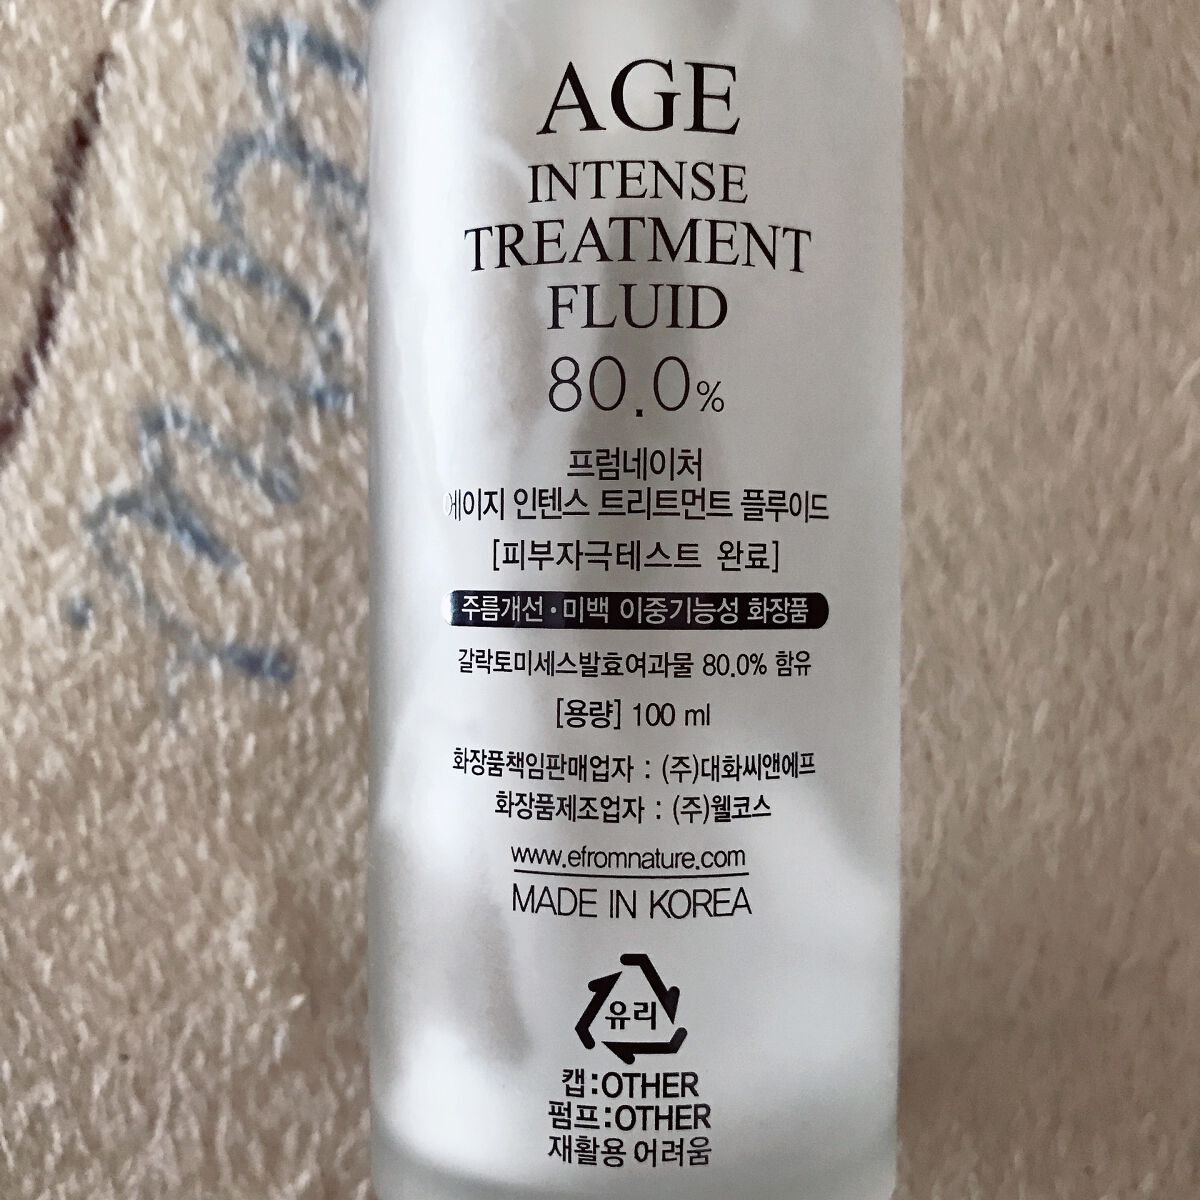 AGE
INTENSE
TREATMENT
FLUID
80.0%
프럼네이처
에이지 인텐스 트리트먼트 플루이드
[피부자극테스트 완료]
주름개선·미백 이중기능성 화장품
갈락토미세스발효여과물 80.0% 함유
[용량] 100 ml
화장품책임판매업자 : (주)대화씨앤에프
화장품제조업자 : (주)웰코스
www.efromnature.com
MADE IN KOREA
유리
캡:OTHER
펌프:OTHER
재활용 어려움